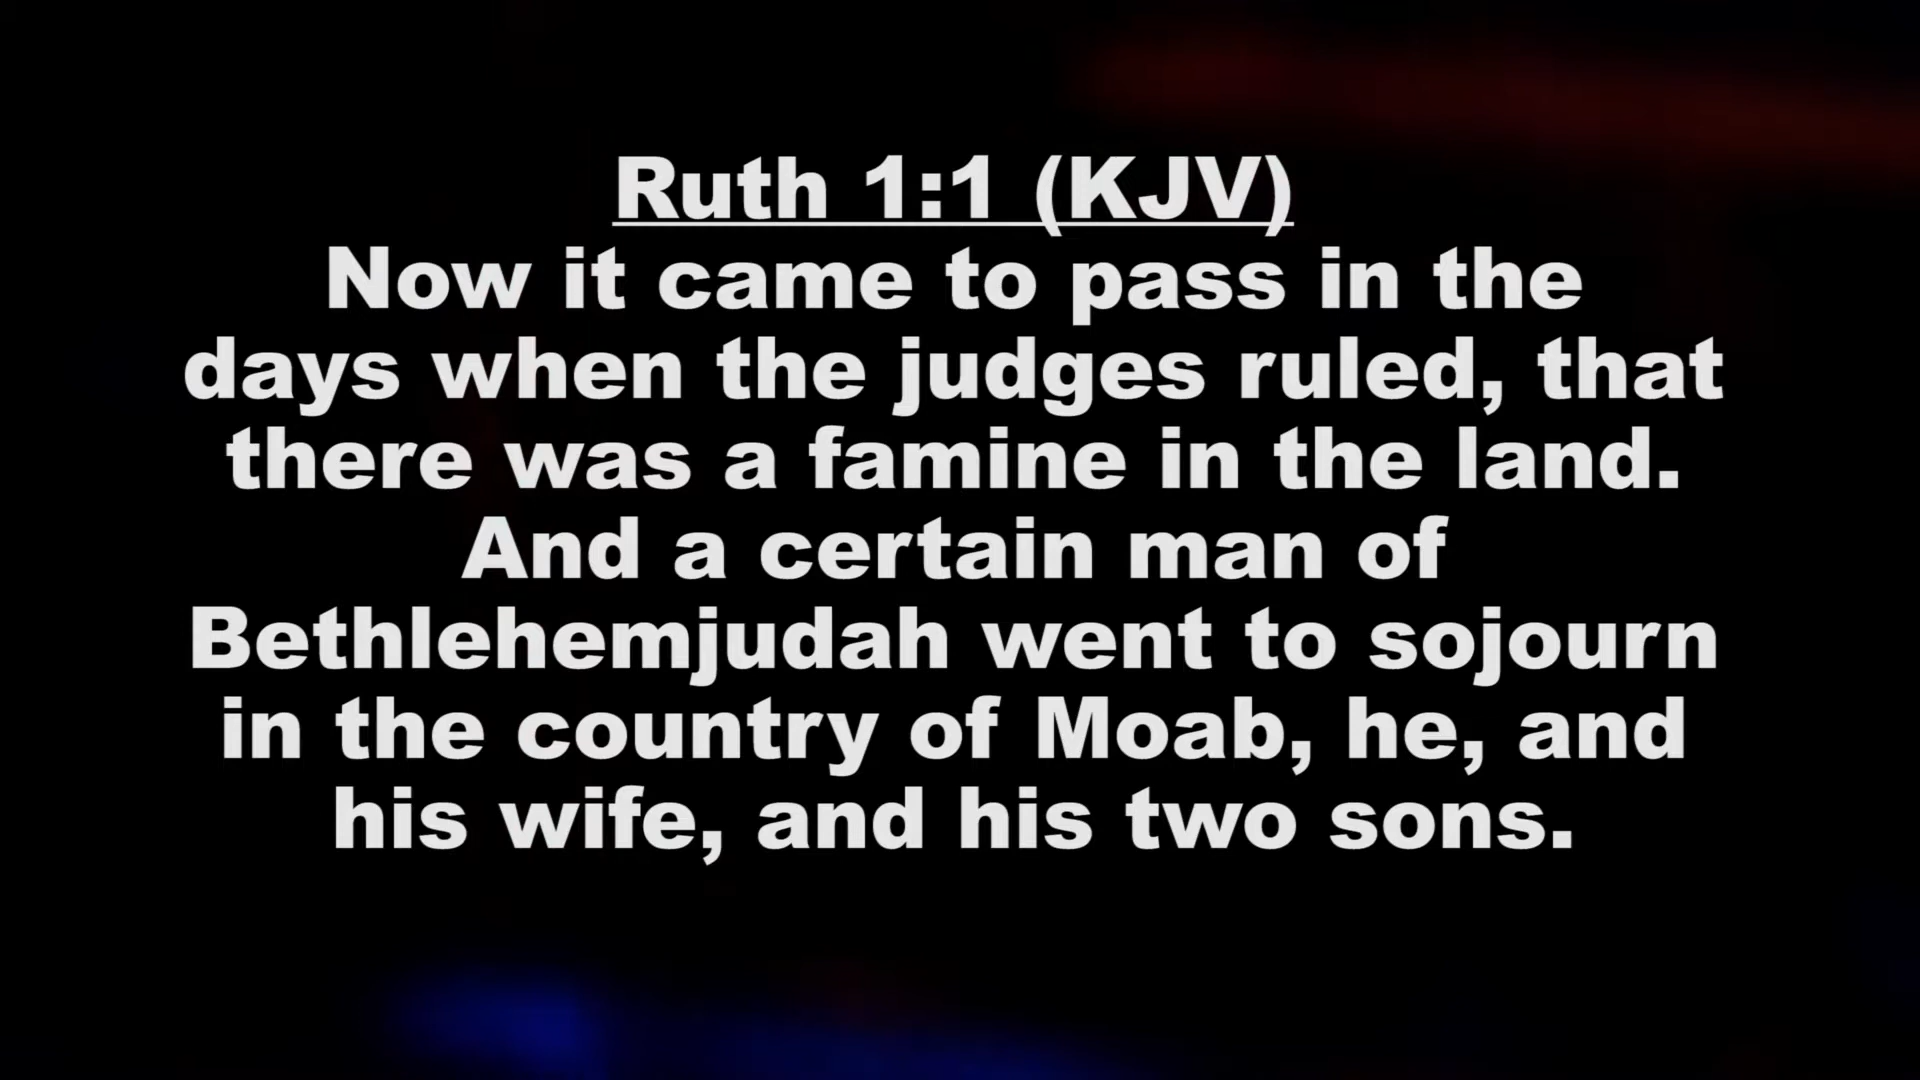 Ruth 1:1 (KJV)
Now it came to pass in the
days when the judges ruled, that
there was a famine in the land.
And a certain man of
Bethlehemjudah went to sojourn
in the country of Moab, he, and
his wife, and his two sons.